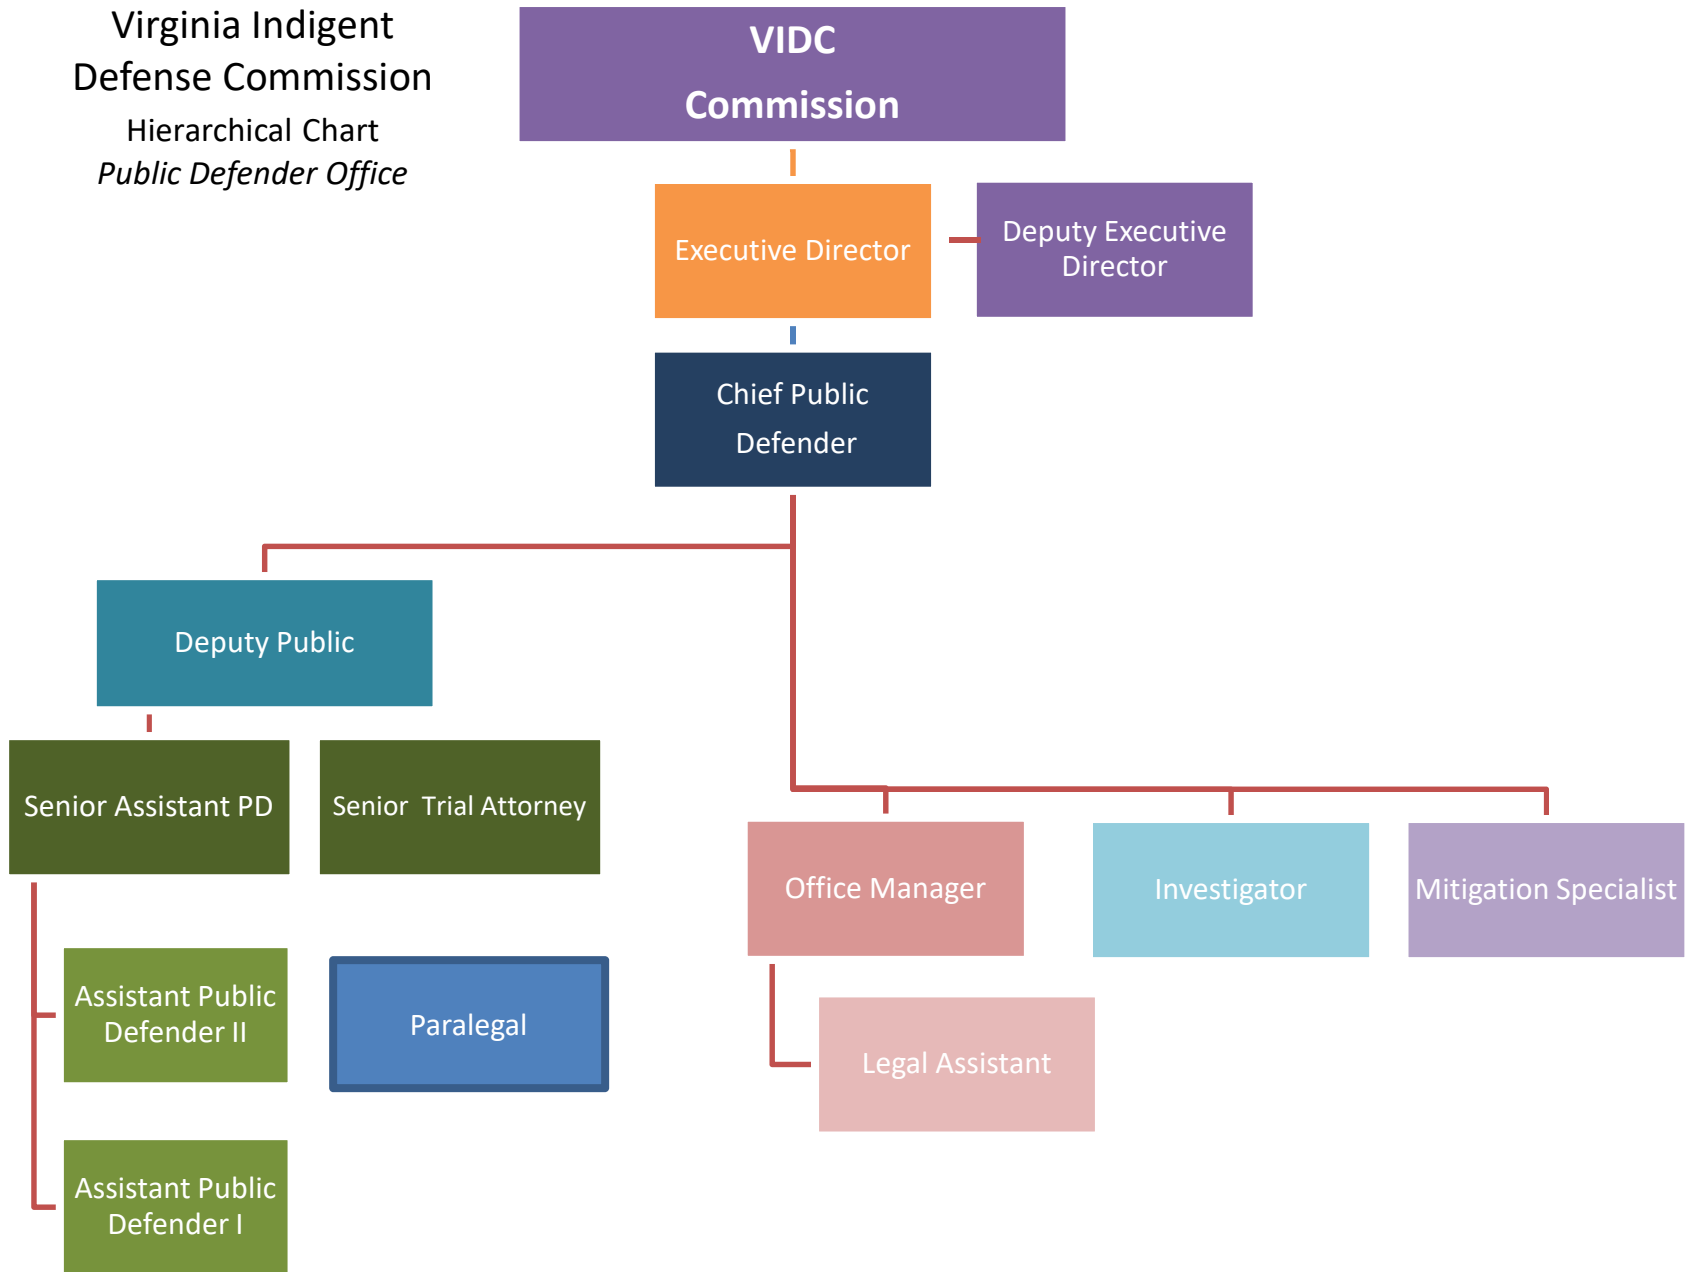 Virginia Indigent
Defense Commission
Hierarchical Chart
Public Defender Office
VIDC
Commission
Executive Director
Deputy Executive
Director
Chief Public
Defender
Deputy Public
Senior Assistant PD
Senior Trial Attorney
Office Manager
Investigator
Mitigation Specialist
Assistant Public
Defender II
Paralegal
Legal Assistant
Assistant Public
Defender I